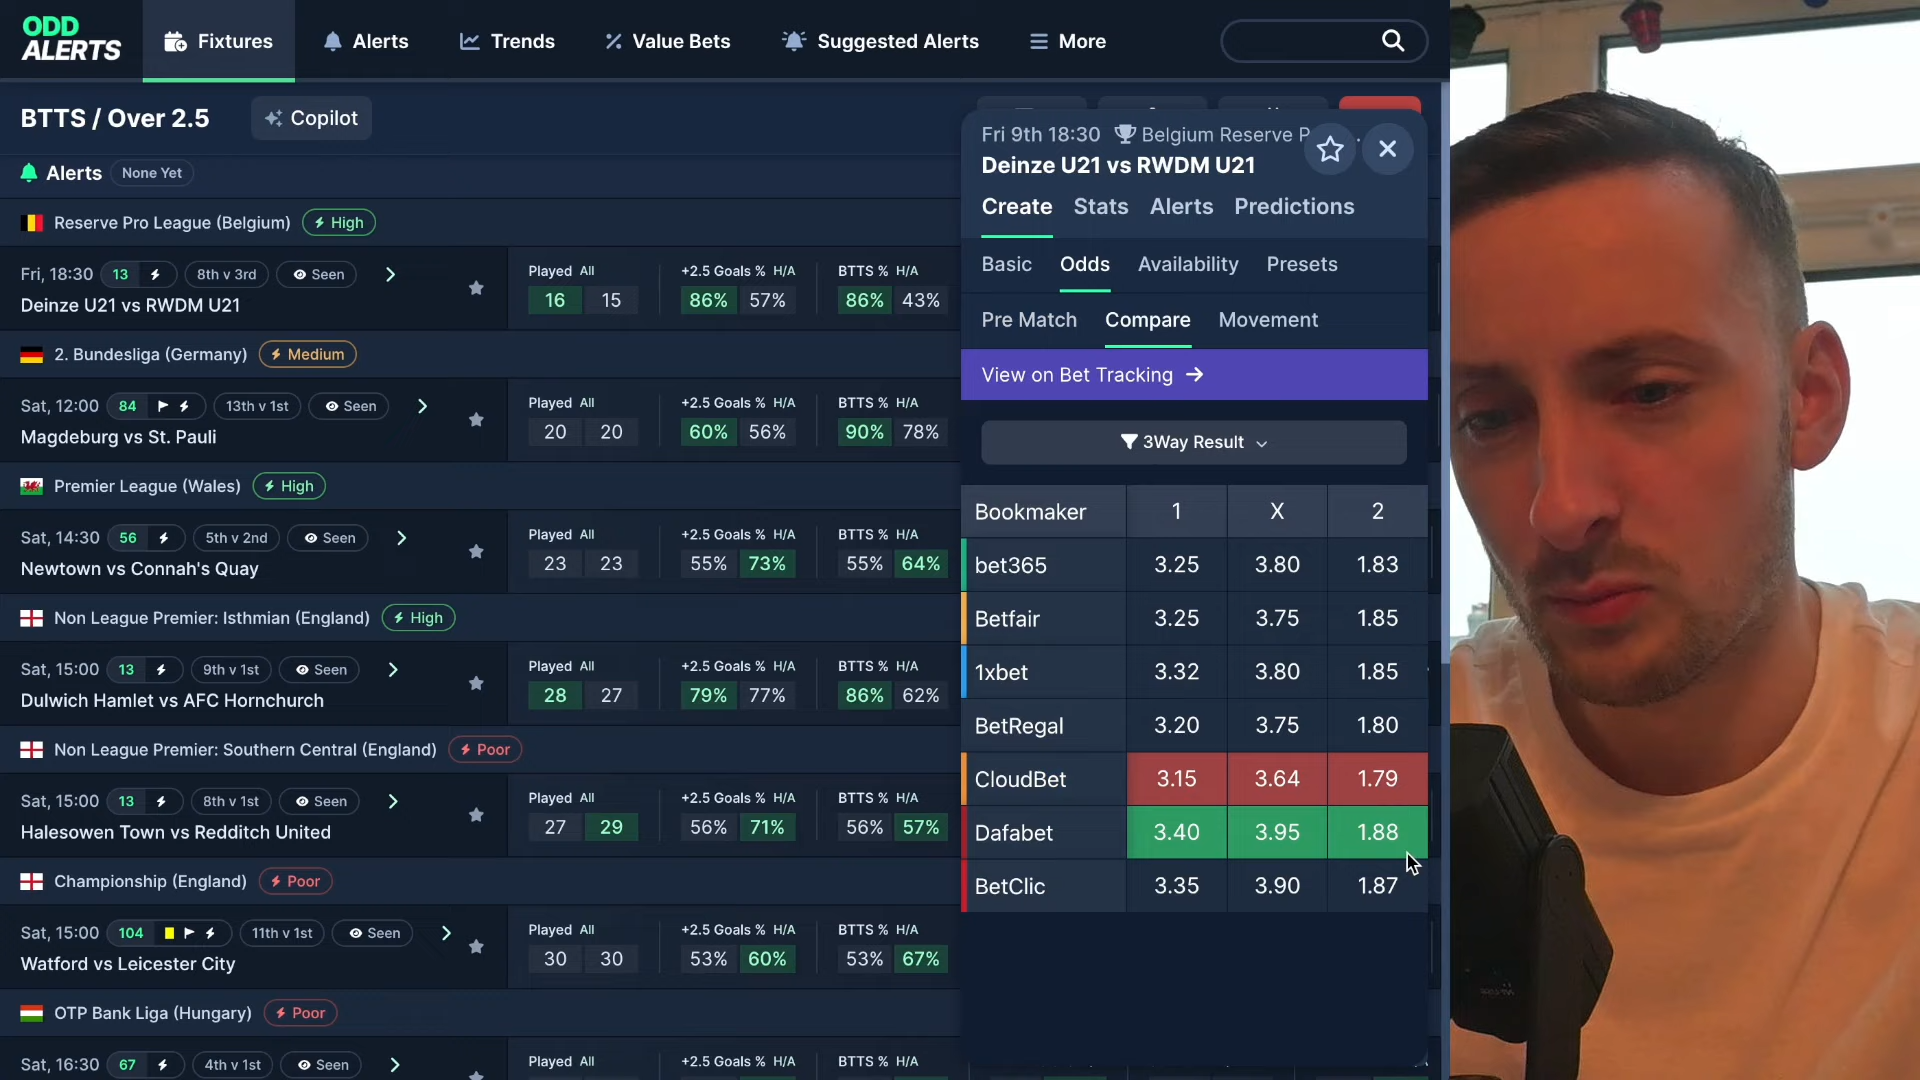 ODD
ALERTS
Fixtures
Alerts
Trends
Value Bets
Suggested Alerts
More
BTTS / Over 2.5
Copilot
Alerts
None Yet
Reserve Pro League (Belgium)
High
Fri, 18:30
13
8th v 3rd
Seen
Deinze U21 vs RWDM U21
Played All
16 15
+2.5 Goals % H/A
86% 57%
BTTS % H/A
86% 43%
2. Bundesliga (Germany)
Medium
Sat, 12:00
84
13th v 1st
Seen
Magdeburg vs St. Pauli
Played All
20 20
+2.5 Goals % H/A
60% 56%
BTTS % H/A
90% 78%
Premier League (Wales)
High
Sat, 14:30
56
5th v 2nd
Seen
Newtown vs Connah's Quay
Played All
23 23
+2.5 Goals % H/A
55% 73%
BTTS % H/A
55% 64%
Non League Premier: Isthmian (England)
High
Sat, 15:00
13
9th v 1st
Seen
Dulwich Hamlet vs AFC Hornchurch
Played All
28 27
+2.5 Goals % H/A
79% 77%
BTTS % H/A
86% 62%
Non League Premier: Southern Central (England)
Poor
Sat, 15:00
13
8th v 1st
Seen
Halesowen Town vs Redditch United
Played All
27 29
+2.5 Goals % H/A
56% 71%
BTTS % H/A
56% 57%
Championship (England)
Poor
Sat, 15:00
104
11th v 1st
Seen
Watford vs Leicester City
Played All
30 30
+2.5 Goals % H/A
53% 60%
BTTS % H/A
53% 67%
OTP Bank Liga (Hungary)
Poor
Sat, 16:30
67
4th v 1st
Seen
Played All
+2.5 Goals % H/A
BTTS % H/A
Fri 9th 18:30
Belgium Reserve P
Deinze U21 vs RWDM U21
Create Stats Alerts Predictions
Basic Odds Availability Presets
Pre Match Compare Movement
View on Bet Tracking
3Way Result
Bookmaker 1 X 2
bet365 3.25 3.80 1.83
Betfair 3.25 3.75 1.85
1xbet 3.32 3.80 1.85
BetRegal 3.20 3.75 1.80
CloudBet 3.15 3.64 1.79
Dafabet 3.40 3.95 1.88
BetClic 3.35 3.90 1.87